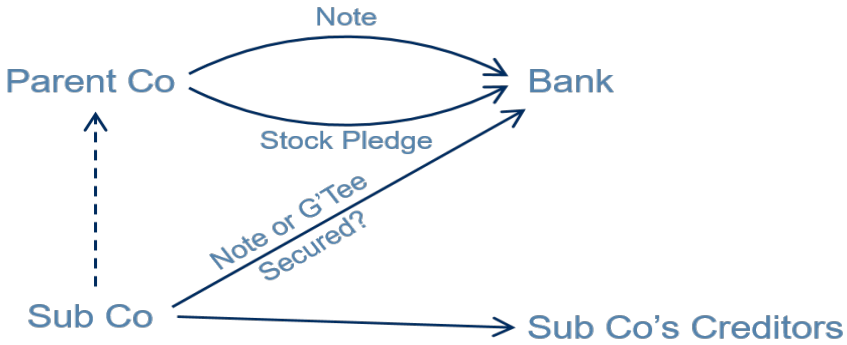 Note
Parent Co
Bank
Stock Pledge
Note or G'Tee
Secured?
Sub Co
Sub Co's Creditors